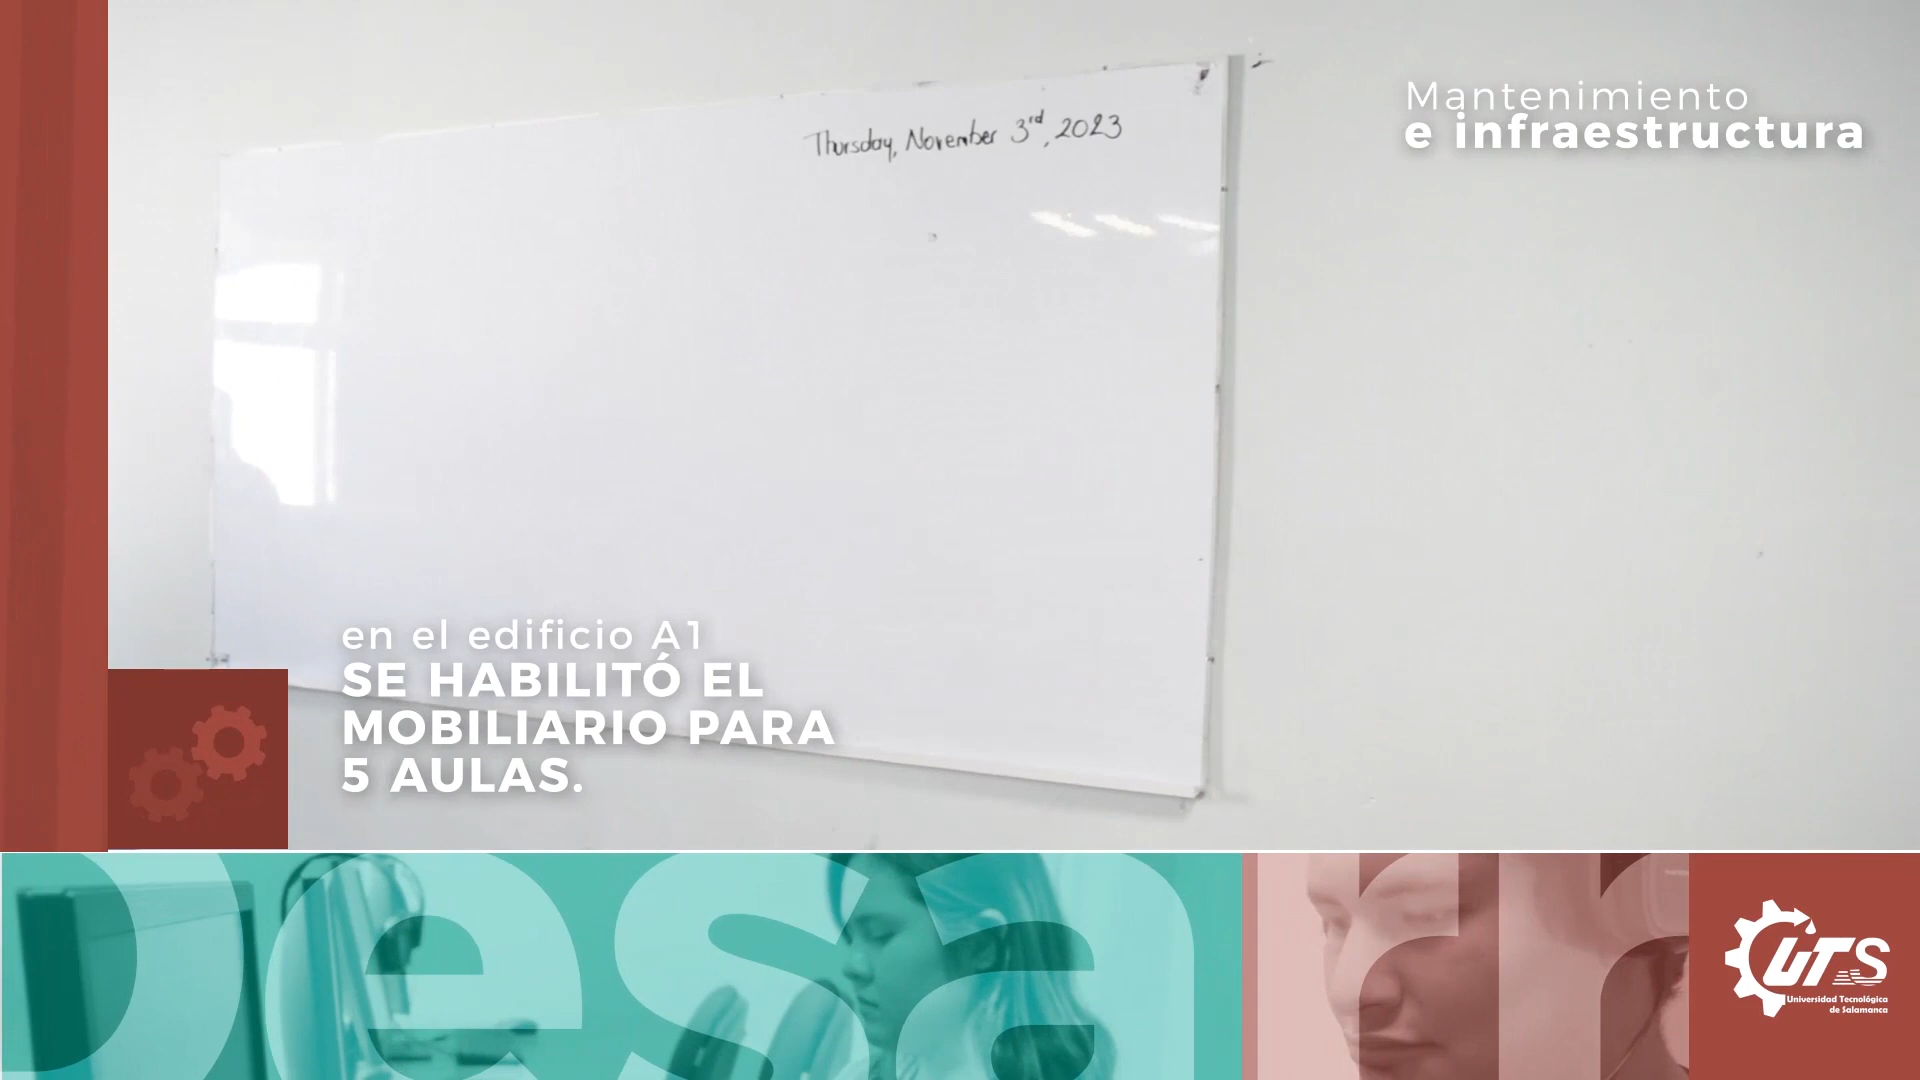 Thursday, November 3rd, 2023
Mantenimiento
e infraestructura
en el edificio A1
SE HABILITÓ EL
MOBILIARIO PARA
5 AULAS.
Desarr
UTS
Universidad Tecnológica
de Salamanca